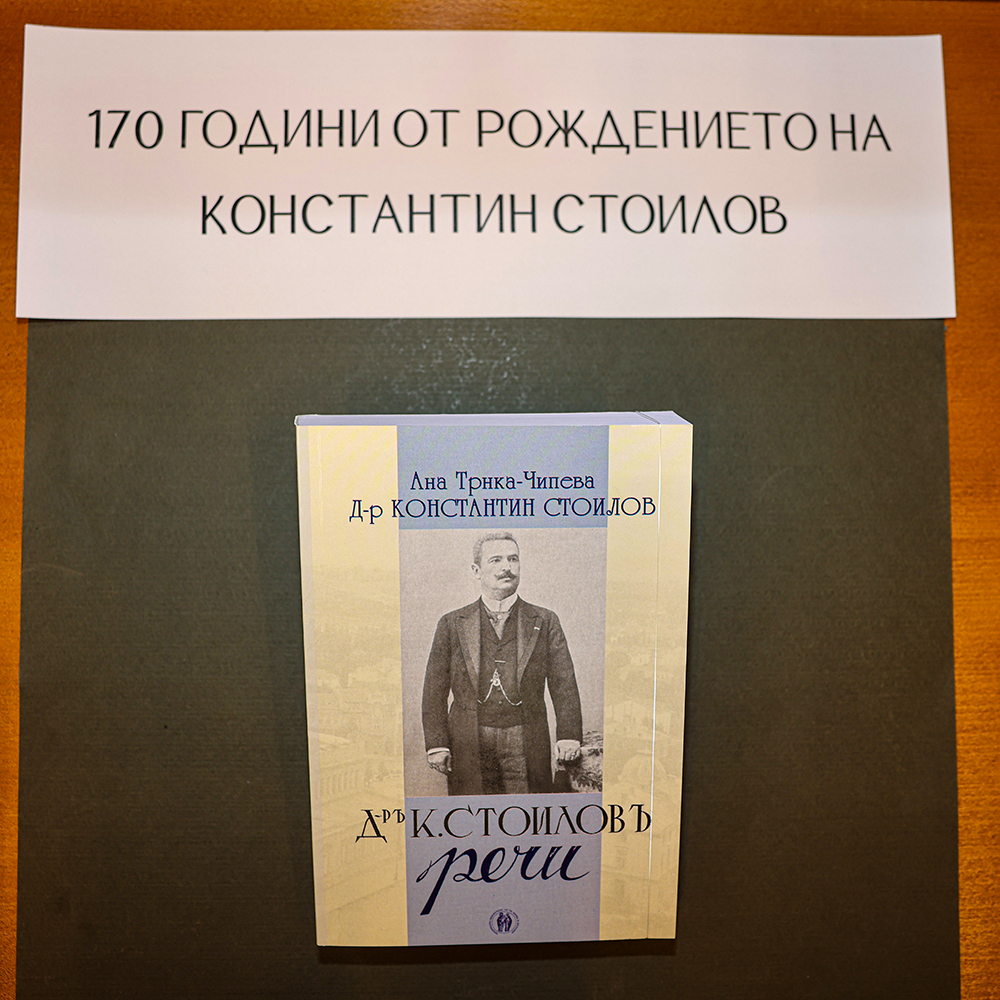 170 ГОДИНИ ОТ РОЖДЕНИЕТО НА
КОНСТАНТИН СТОИЛОВ
Ана Трнка-Чипева
Д-р КОНСТАНТИН СТОИЛОВ
Д-ръ К.СТОИЛОВЪ
речи